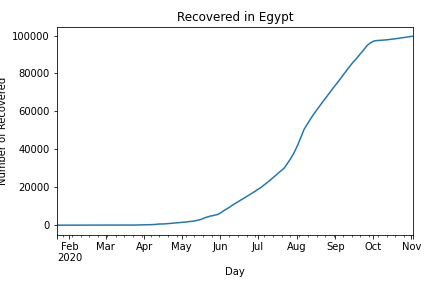 Recovered in Egypt
Number of Recovered
100000
80000
60000
40000
20000
0
Feb Mar Apr May Jun Jul Aug Sep Oct Nov
2020
Day